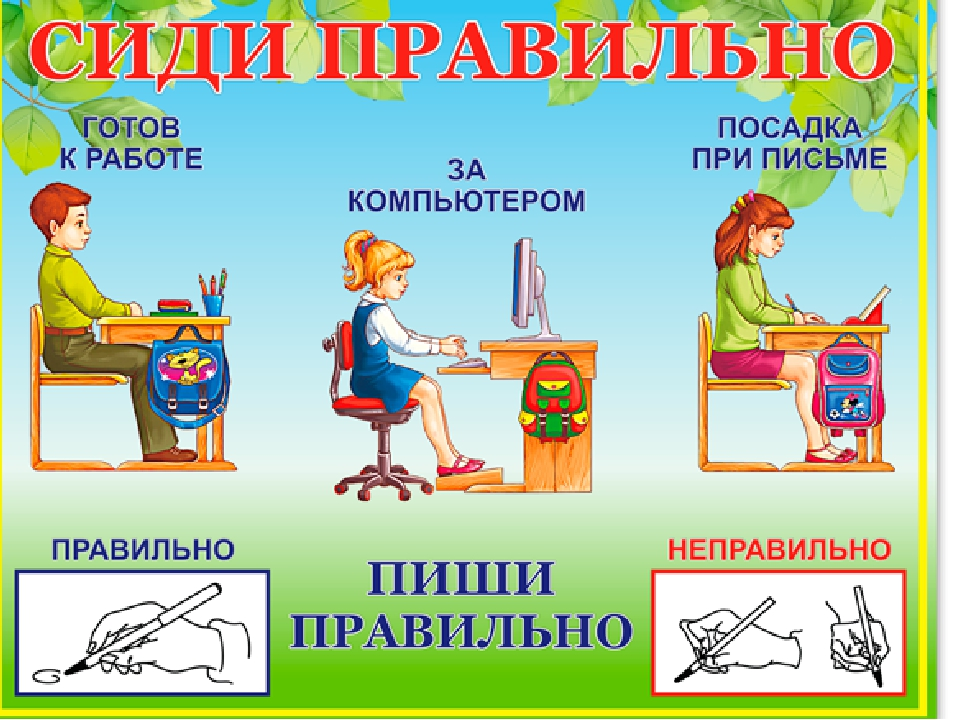 СИДИ ПРАВИЛЬНО
ГОТОВ
К РАБОТЕ
ЗА
КОМПЬЮТЕРОМ
ПОСАДКА
ПРИ ПИСЬМЕ
ПРАВИЛЬНО
ПИШИ
ПРАВИЛЬНО
НЕПРАВИЛЬНО